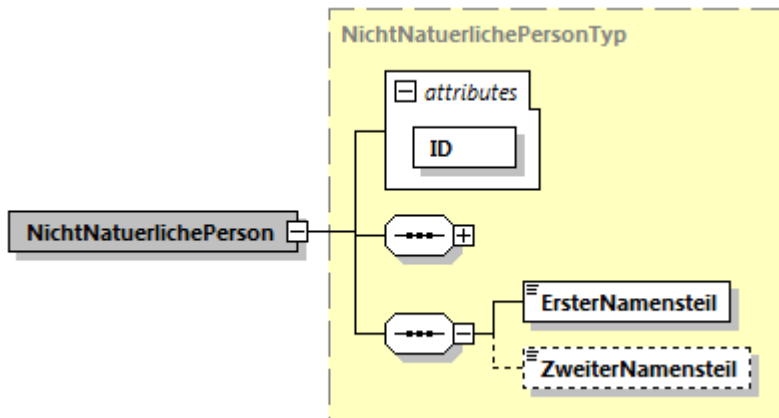 NichtNatuerlichePersonTyp
attributes
ID
NichtNatuerlichePerson
ErsterNamensteil
ZweiterNamensteil